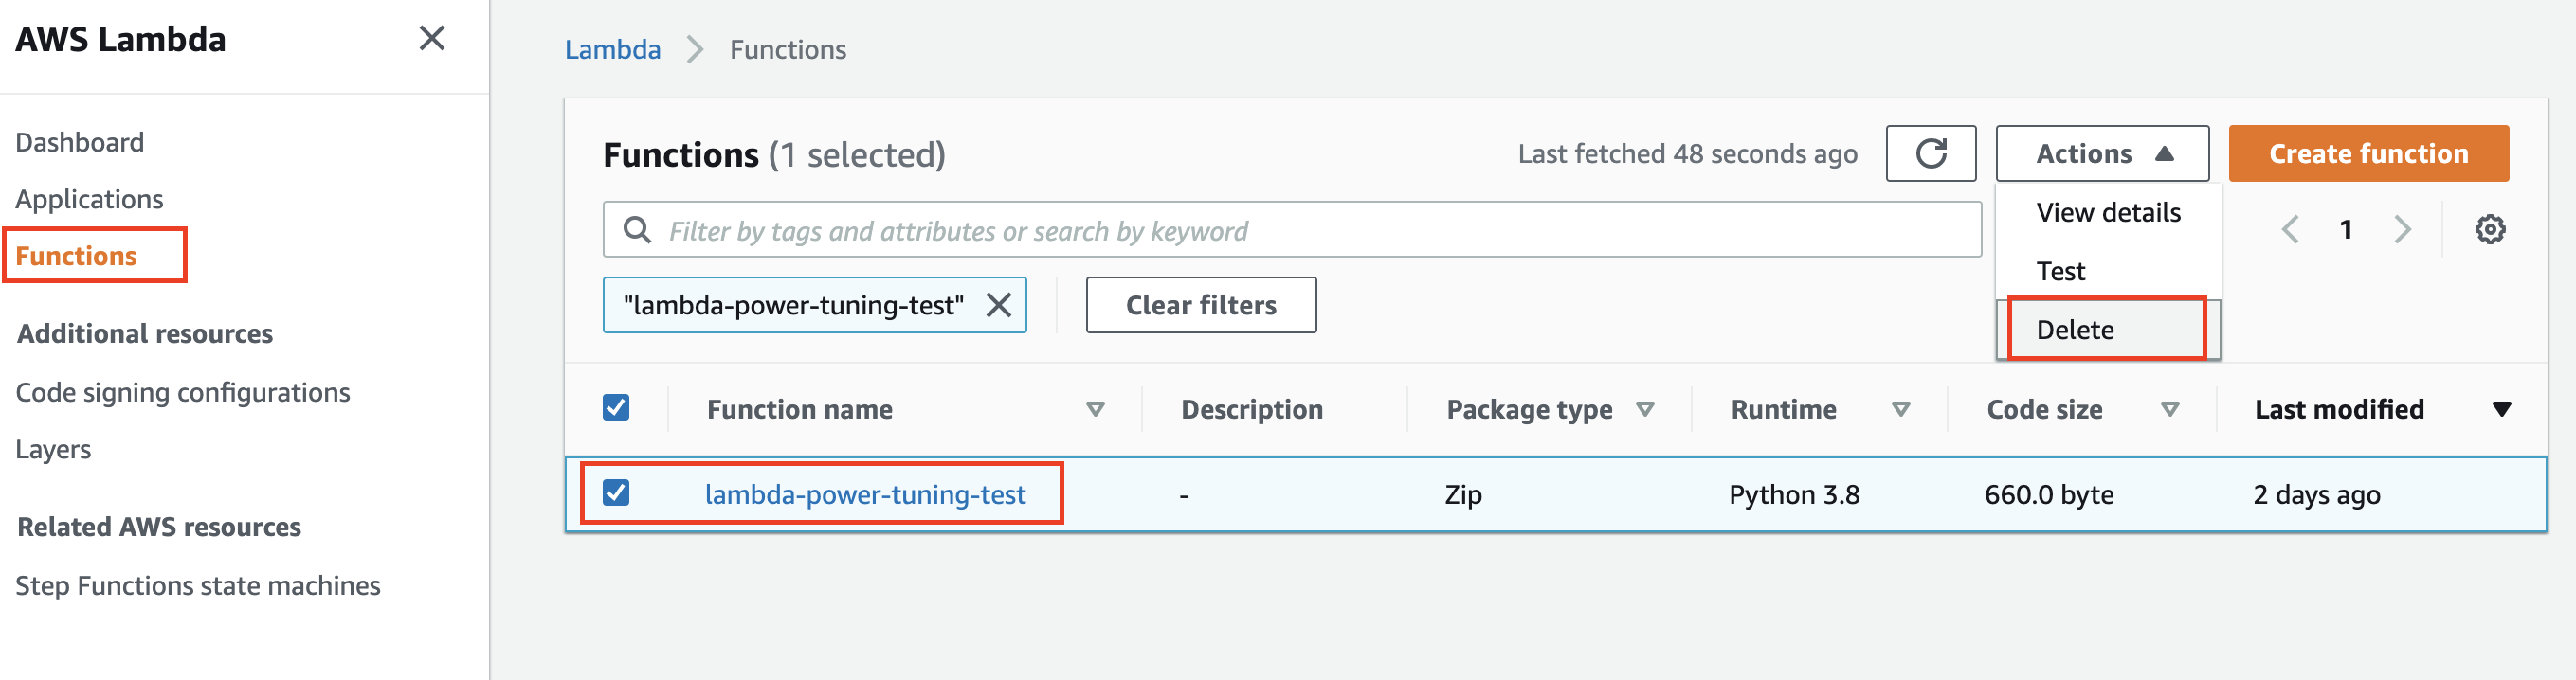 AWS Lambda
Dashboard
Applications
Functions
Additional resources
Code signing configurations
Layers
Related AWS resources
Step Functions state machines
Lambda Functions
Functions (1 selected)
Last fetched 48 seconds ago
Actions
Create function
Filter by tags and attributes or search by keyword
View details
Test
Delete
1
"lambda-power-tuning-test"
Clear filters
Function name Description Package type Runtime Code size Last modified
lambda-power-tuning-test - Zip Python 3.8 660.0 byte 2 days ago